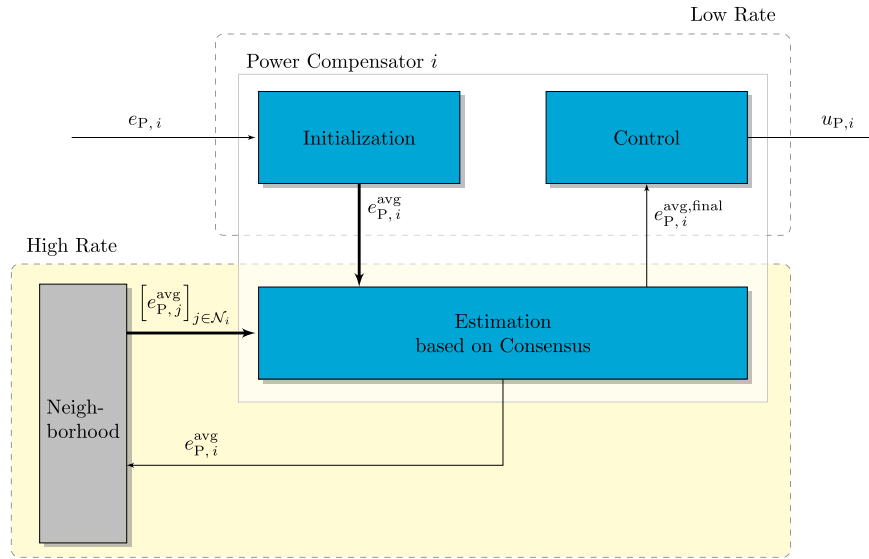 Low Rate
Power Compensator i
e_{P, i}
Initialization
Control
u_{P,i}
e_{P, i}^{avg}
e_{P, i}^{avg,final}
High Rate
[e_{P, j}^{avg}]_{j∈𝒩_i}
Estimation
based on Consensus
Neigh-
borhood
e_{P, i}^{avg}